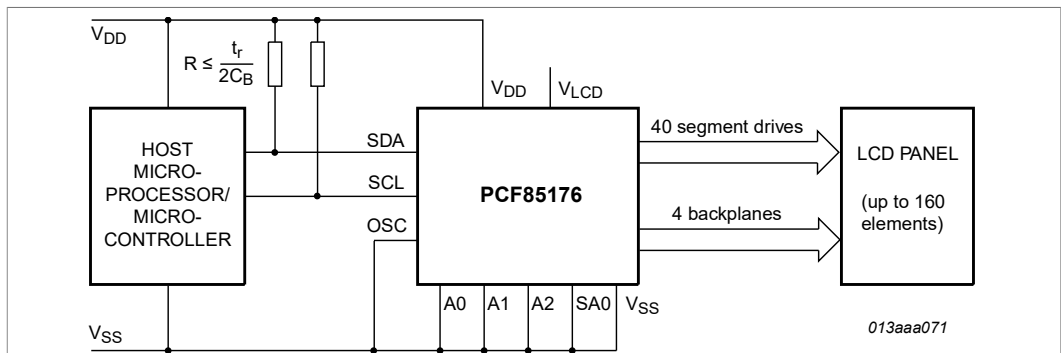 VDD
R ≤ tr
2CB
VDD
VLCD
HOST
MICRO-
PROCESSOR/
MICRO-
CONTROLLER
SDA
SCL
OSC
PCF85176
40 segment drives
4 backplanes
LCD PANEL
(up to 160
elements)
A0
A1
A2
SA0
VSS
VSS
013aaa071